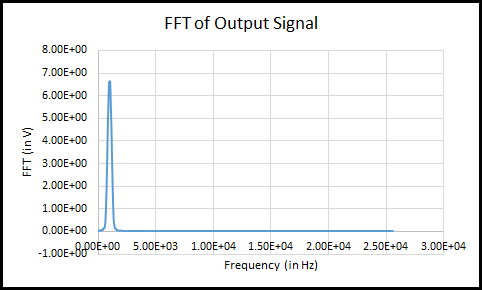 FFT of Output Signal
8.00E+00
7.00E+00
6.00E+00
5.00E+00
4.00E+00
3.00E+00
2.00E+00
1.00E+00
0.00E+00
-1.00E+00
FFT (in V)
0.00E+00 5.00E+03 1.00E+04 1.50E+04 2.00E+04 2.50E+04 3.00E+04
Frequency (in Hz)